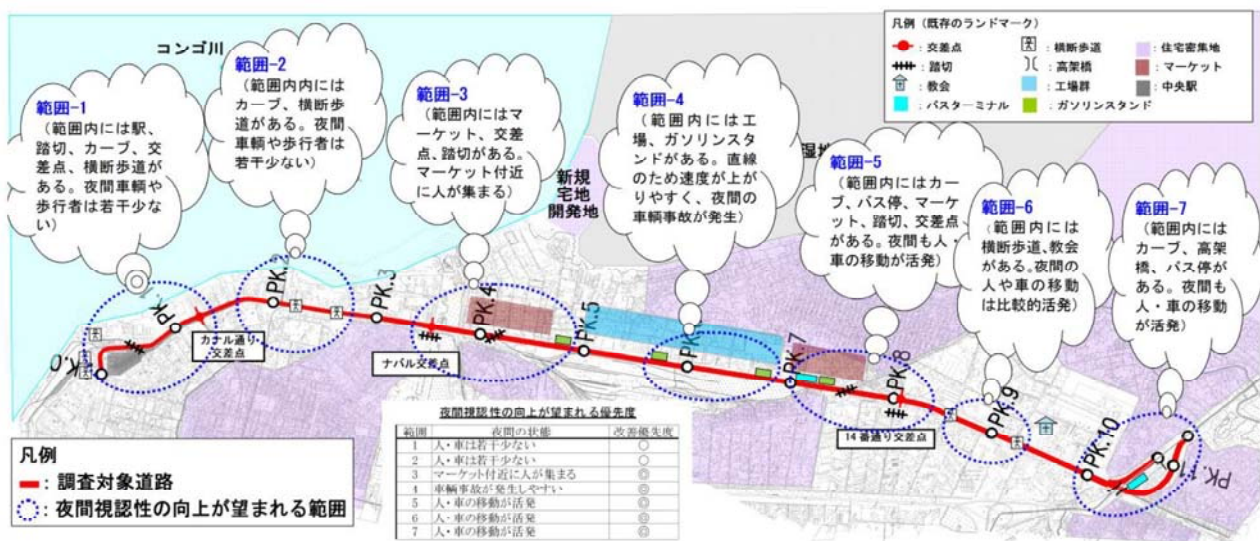 コンゴ川
範囲-1
（範囲内には駅、
踏切、カーブ、交
差点、横断歩道が
ある。夜間車輌や
歩行者は若干少な
い）
範囲-2
（範囲内内には
カーブ、横断歩
道がある。夜間
車輌や歩行者は
若干少ない）
範囲-3
（範囲内にはマ
ーケット、交差
点、踏切がある。
マーケット付近
に人が集まる）
新規
宅地
開発地
範囲-4
（範囲内には工
場、ガソリンスタ
ンドがある。直線
のため速度が上が
りやすく、夜間の
車輌事故が発生）
湿地
範囲-5
（範囲内にはカー
ブ、バス停、マーケ
ット、踏切、交差点
がある。夜間も人・
車の移動が活発）
範囲-6
（範囲内には
横断歩道、教会
がある。夜間の
人や車の移動
は比較的活発）
範囲-7
（範囲内には
カーブ、高架
橋、バス停が
ある。夜間も
人・車の移動
が活発）
凡例（既存のランドマーク）
：交差点
：横断歩道
：住宅密集地
：踏切
：高架橋
：マーケット
：教会
：工場群
：中央駅
：バスターミナル
：ガソリンスタンド
PK.2
PK.3
PK.4
PK.5
PK.7
PK.8
PK.9
PK.10
カナル通り
交差点
ナバル交差点
14番通り交差点
夜間視認性の向上が望まれる優先度
範囲 夜間の状態 改善優先度
1 人・車は若干少ない ○
2 人・車は若干少ない ○
3 マーケット付近に人が集まる ◎
4 車輌事故が発生しやすい ◎
5 人・車の移動が活発 ◎
6 人・車の移動が活発 ◎
7 人・車の移動が活発 ◎
凡例
：調査対象道路
：夜間視認性の向上が望まれる範囲